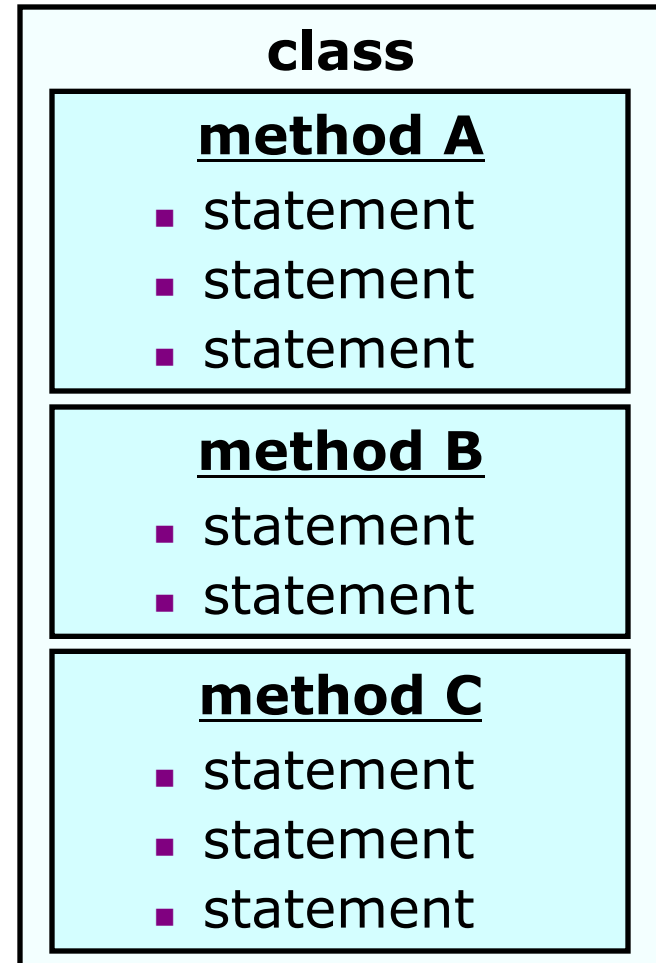 class
method A
▪ statement
▪ statement
▪ statement
method B
▪ statement
▪ statement
method C
▪ statement
▪ statement
▪ statement